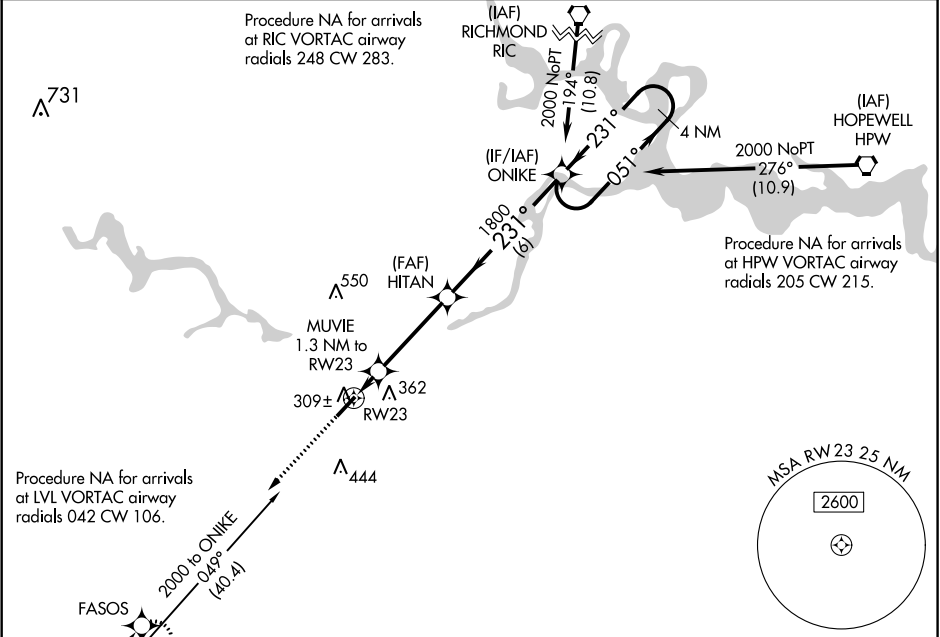 Procedure NA for arrivals
at RIC VORTAC airway
radials 248 CW 283.
(IAF)
RICHMOND
RIC
2000 NoPT
194°
(10.8)
731
231°
051°
4 NM
(IAF)
HOPEWELL
HPW
2000 NoPT
276°
(10.9)
(IF/IAF)
ONIKE
1800
231°
(6)
Procedure NA for arrivals
at HPW VORTAC airway
radials 205 CW 215.
(FAF)
HITAN
550
MUVIE
1.3 NM to
RW23
309±
362
RW23
444
Procedure NA for arrivals
at LVL VORTAC airway
radials 042 CW 106.
2000 to ONIKE
049°
(40.4)
FASOS
MSA RW 23 25 NM
2600